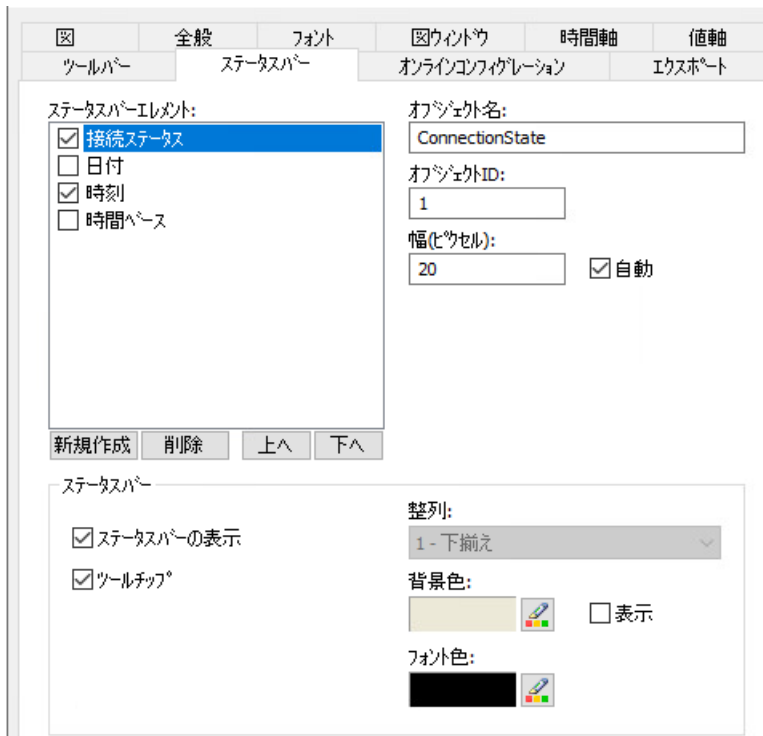 図 全般 フォント 図ウィンドウ 時間軸 値軸
ツールバー ステータスバー オンラインコンフィグレーション エクスポート
ステータスバーエレメント:
接続ステータス
日付
時刻
時間ベース
オブジェクト名:
ConnectionState
オブジェクトID:
1
幅(ピクセル):
20
自動
新規作成 削除 上へ 下へ
ステータスバー
ステータスバーの表示
ツールチップ
整列:
1 - 下揃え
背景色:
表示
フォント色: